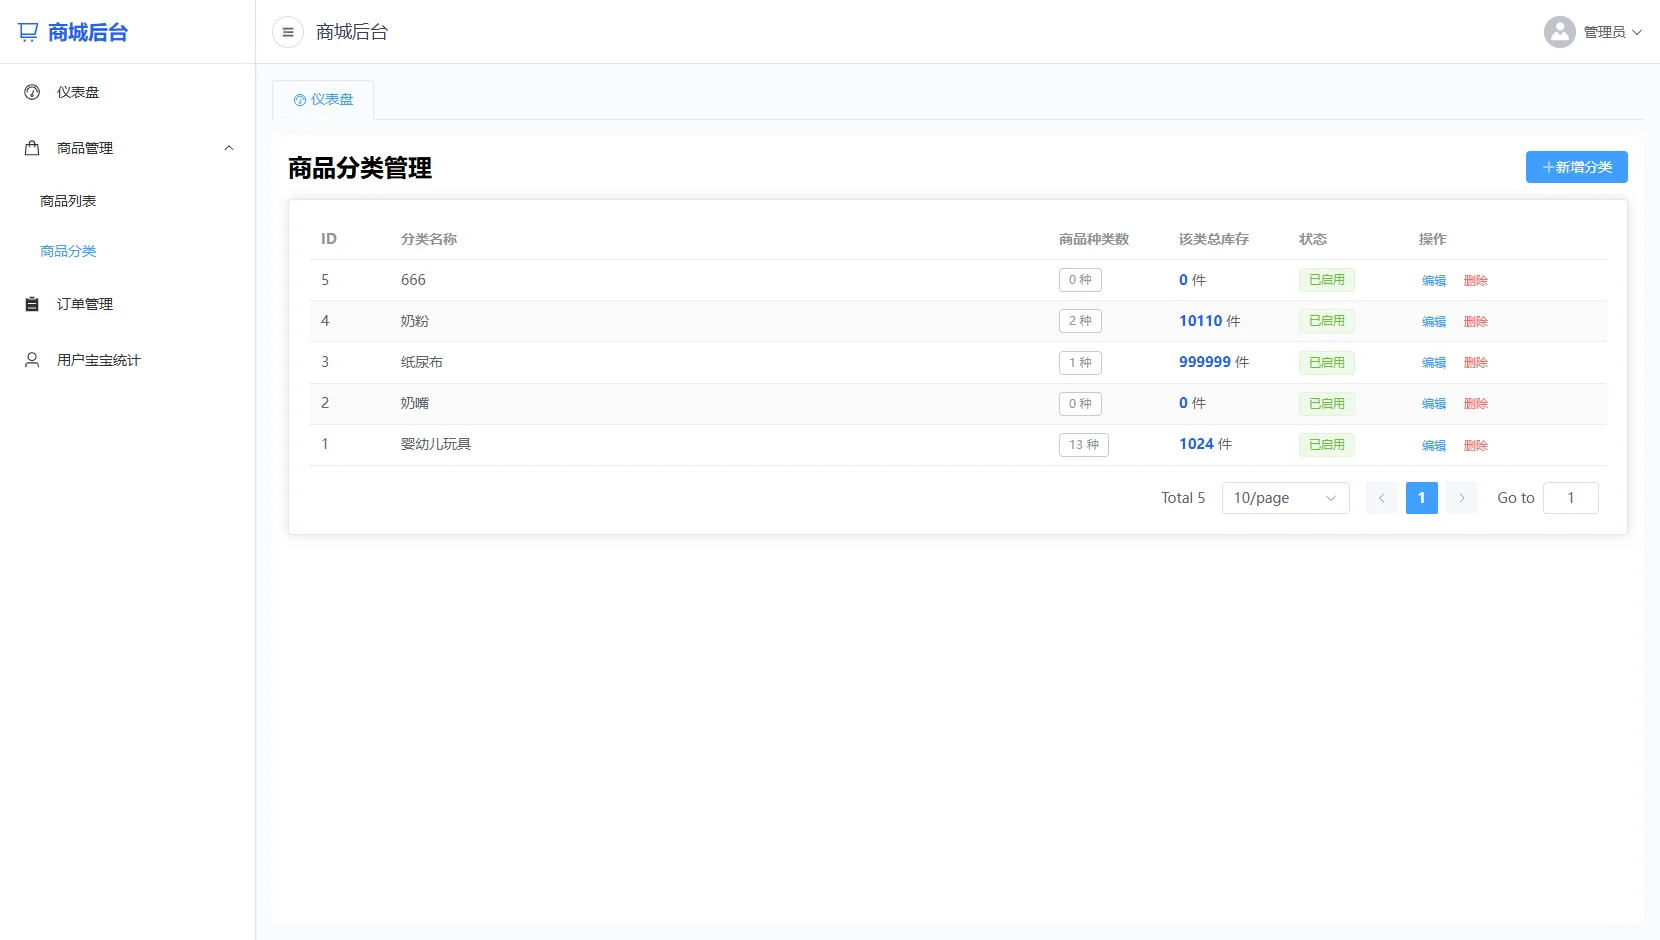 商城后台
商城后台
管理员
仪表盘
商品管理
商品列表
商品分类
订单管理
用户宝宝统计
仪表盘
商品分类管理
+新增分类
ID 分类名称 商品种类数 该类总库存 状态 操作
5 666 0 种 0 件 已启用 编辑 删除
4 奶粉 2 种 10110 件 已启用 编辑 删除
3 纸尿布 1 种 999999 件 已启用 编辑 删除
2 奶嘴 0 种 0 件 已启用 编辑 删除
1 婴幼儿玩具 13 种 1024 件 已启用 编辑 删除
Total 5 10/page 1 Go to 1